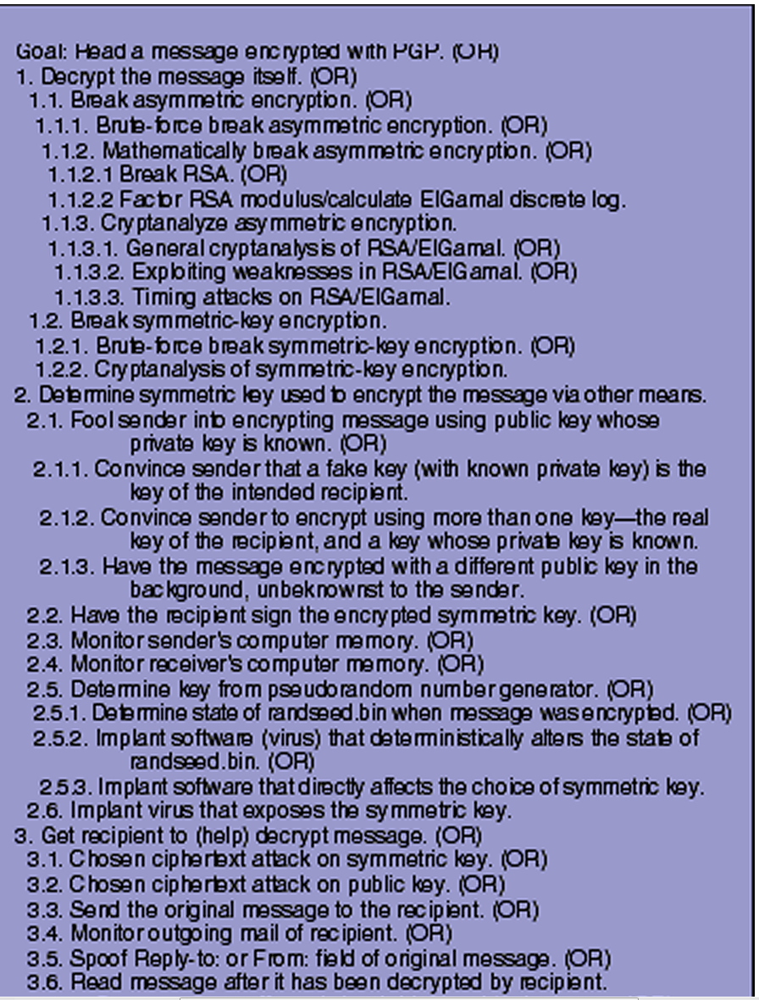 Goal: Read a message encrypted with PGP. (OR)
1. Decrypt the message itself. (OR)
1.1. Break asymmetric encryption. (OR)
1.1.1. Brute-force break asymmetric encryption. (OR)
1.1.2. Mathematically break asymmetric encryption. (OR)
1.1.2.1 Break RSA. (OR)
1.1.2.2 Factor RSA modulus/calculate ElGamal discrete log.
1.1.3. Cryptanalyze asymmetric encryption.
1.1.3.1. General cryptanalysis of RSA/ElGamal. (OR)
1.1.3.2. Exploiting weaknesses in RSA/ElGamal. (OR)
1.1.3.3. Timing attacks on RSA/ElGamal.
1.2. Break symmetric-key encryption.
1.2.1. Brute-force break symmetric-key encryption. (OR)
1.2.2. Cryptanalysis of symmetric-key encryption.
2. Determine symmetric key used to encrypt the message via other means.
2.1. Fool sender into encrypting message using public key whose
private key is known. (OR)
2.1.1. Convince sender that a fake key (with known private key) is the
key of the intended recipient.
2.1.2. Convince sender to encrypt using more than one key—the real
key of the recipient, and a key whose private key is known.
2.1.3. Have the message encrypted with a different public key in the
background, unbeknownst to the sender.
2.2. Have the recipient sign the encrypted symmetric key. (OR)
2.3. Monitor sender's computer memory. (OR)
2.4. Monitor receiver's computer memory. (OR)
2.5. Determine key from pseudorandom number generator. (OR)
2.5.1. Determine state of randseed.bin when message was encrypted. (OR)
2.5.2. Implant software (virus) that deterministically alters the state of
randseed.bin. (OR)
2.5.3. Implant software that directly affects the choice of symmetric key.
2.6. Implant virus that exposes the symmetric key.
3. Get recipient to (help) decrypt message. (OR)
3.1. Chosen ciphertext attack on symmetric key. (OR)
3.2. Chosen ciphertext attack on public key. (OR)
3.3. Send the original message to the recipient. (OR)
3.4. Monitor outgoing mail of recipient. (OR)
3.5. Spoof Reply-to: or From: field of original message. (OR)
3.6. Read message after it has been decrypted by recipient.